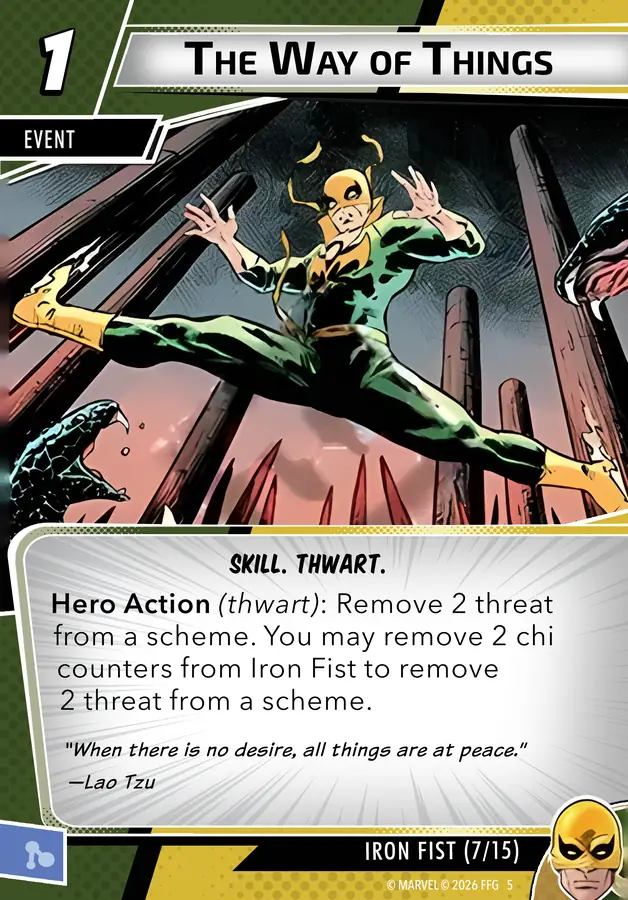 1
THE WAY OF THINGS
EVENT
SKILL. THWART.
Hero Action (thwart): Remove 2 threat
from a scheme. You may remove 2 chi
counters from Iron Fist to remove
2 threat from a scheme.
"When there is no desire, all things are at peace."
—Lao Tzu
IRON FIST (7/15)
© MARVEL © 2026 FFG 5